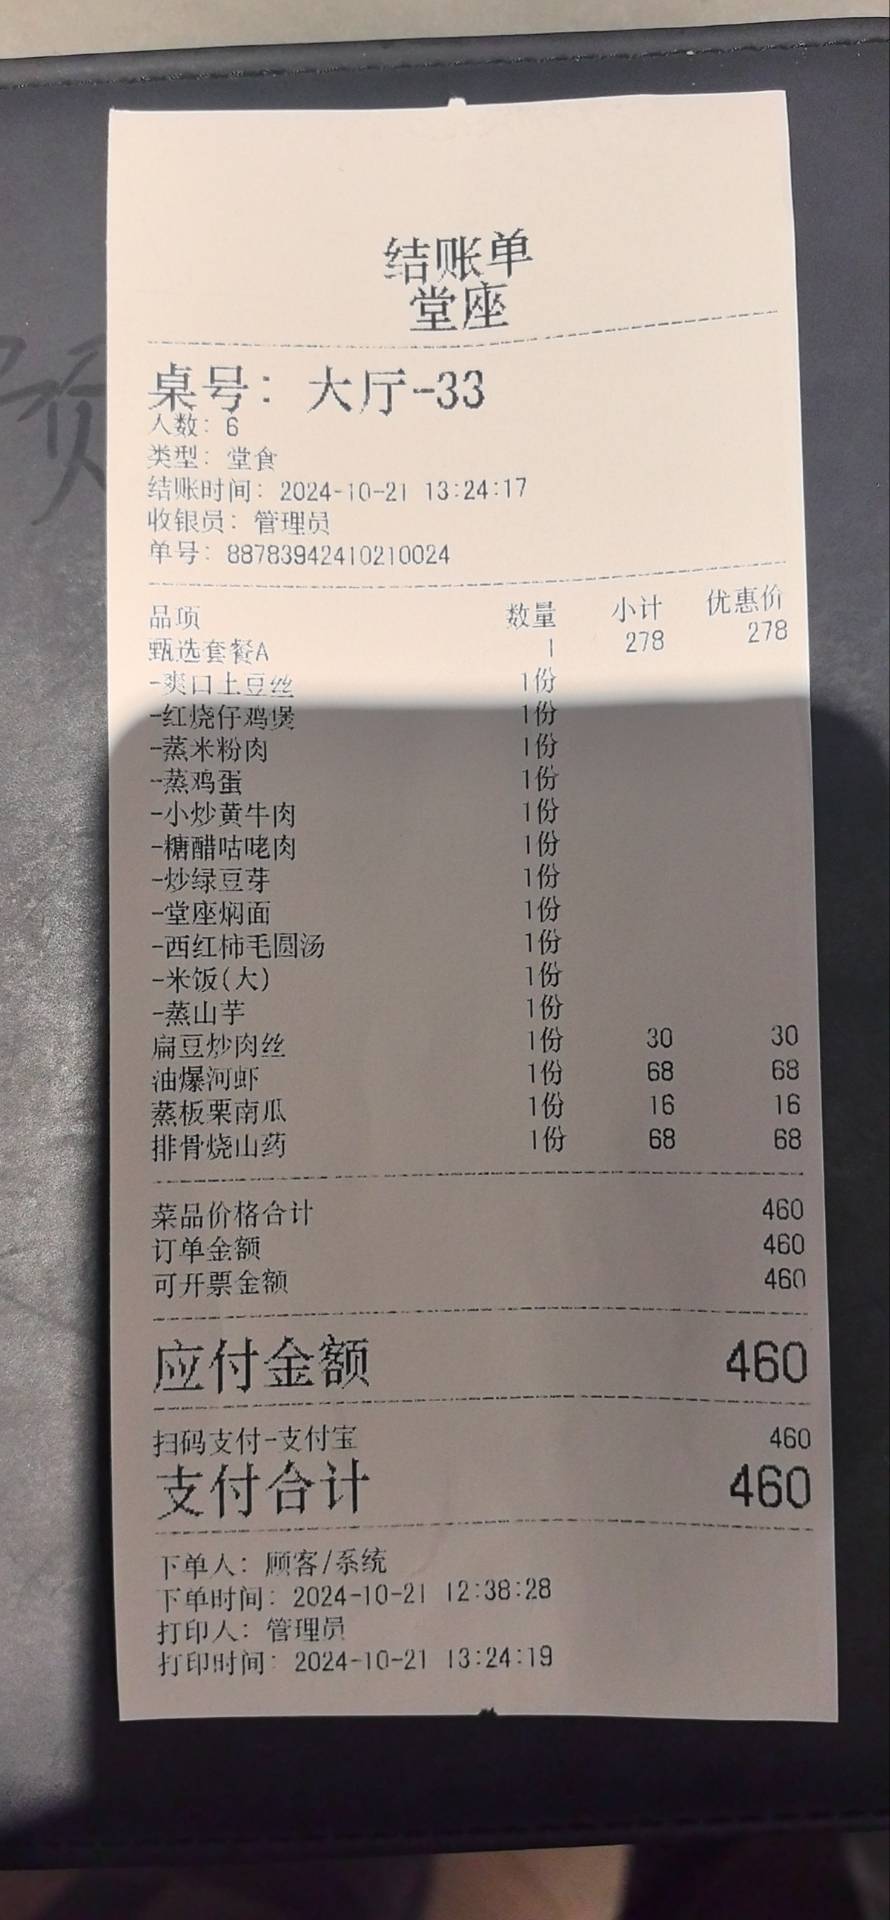 结账单
堂座
桌号: 大厅-33
人数: 6
类型: 堂食
结账时间: 2024-10-21 13:24:17
收银员: 管理员
单号: 88783942410210024
品项 数量 小计 优惠价
甄选套餐A 1 278 278
-爽口土豆丝 1份
-红烧仔鸡煲 1份
-蒸米粉肉 1份
-蒸鸡蛋 1份
-小炒黄牛肉 1份
-糖醋咕咾肉 1份
-炒绿豆芽 1份
-堂座焖面 1份
-西红柿毛圆汤 1份
-米饭(大) 1份
-蒸山芋 1份
扁豆炒肉丝 1份 30 30
油爆河虾 1份 68 68
蒸板栗南瓜 1份 16 16
排骨烧山药 1份 68 68
菜品价格合计 460
订单金额 460
可开票金额 460
应付金额 460
扫码支付-支付宝 460
支付合计 460
下单人: 顾客/系统
下单时间: 2024-10-21 12:38:28
打印人: 管理员
打印时间: 2024-10-21 13:24:19